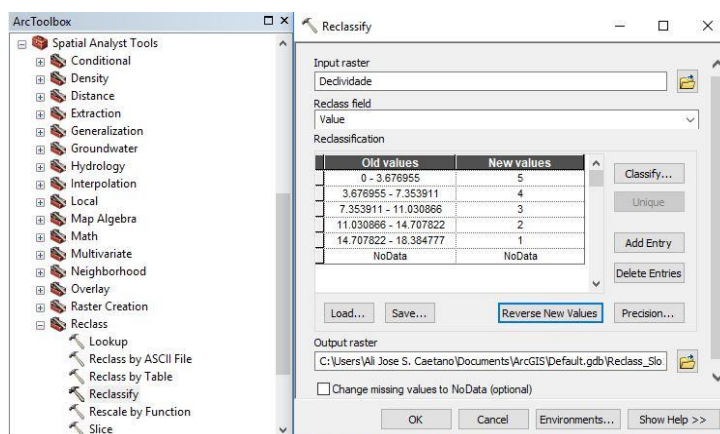 ArcToolbox
Spatial Analyst Tools
Conditional
Density
Distance
Extraction
Generalization
Groundwater
Hydrology
Interpolation
Local
Map Algebra
Math
Multivariate
Neighborhood
Overlay
Raster Creation
Reclass
Lookup
Reclass by ASCII File
Reclass by Table
Reclassify
Rescale by Function
Slice
Reclassify
Input raster
Declividade
Reclass field
Value
Reclassification
Old values New values
0 - 3.676955 5
3.676955 - 7.353911 4
7.353911 - 11.030866 3
11.030866 - 14.707822 2
14.707822 - 18.384777 1
NoData NoData
Classify...
Unique
Add Entry
Delete Entries
Load... Save... Reverse New Values Precision...
Output raster
C:\Users\Ali Jose S. Caetano\Documents\ArcGIS\Default.gdb\Reclass_Slo
Change missing values to NoData (optional)
OK Cancel Environments... Show Help >>